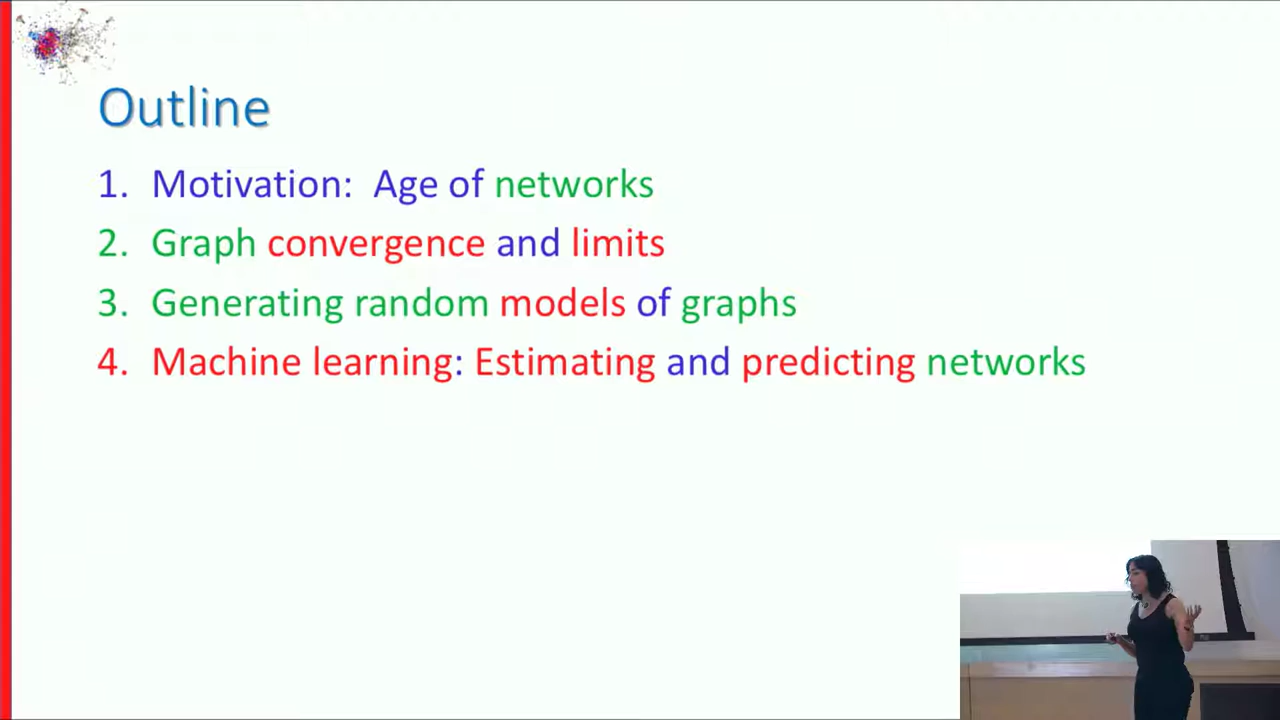 Outline
1. Motivation: Age of networks
2. Graph convergence and limits
3. Generating random models of graphs
4. Machine learning: Estimating and predicting networks